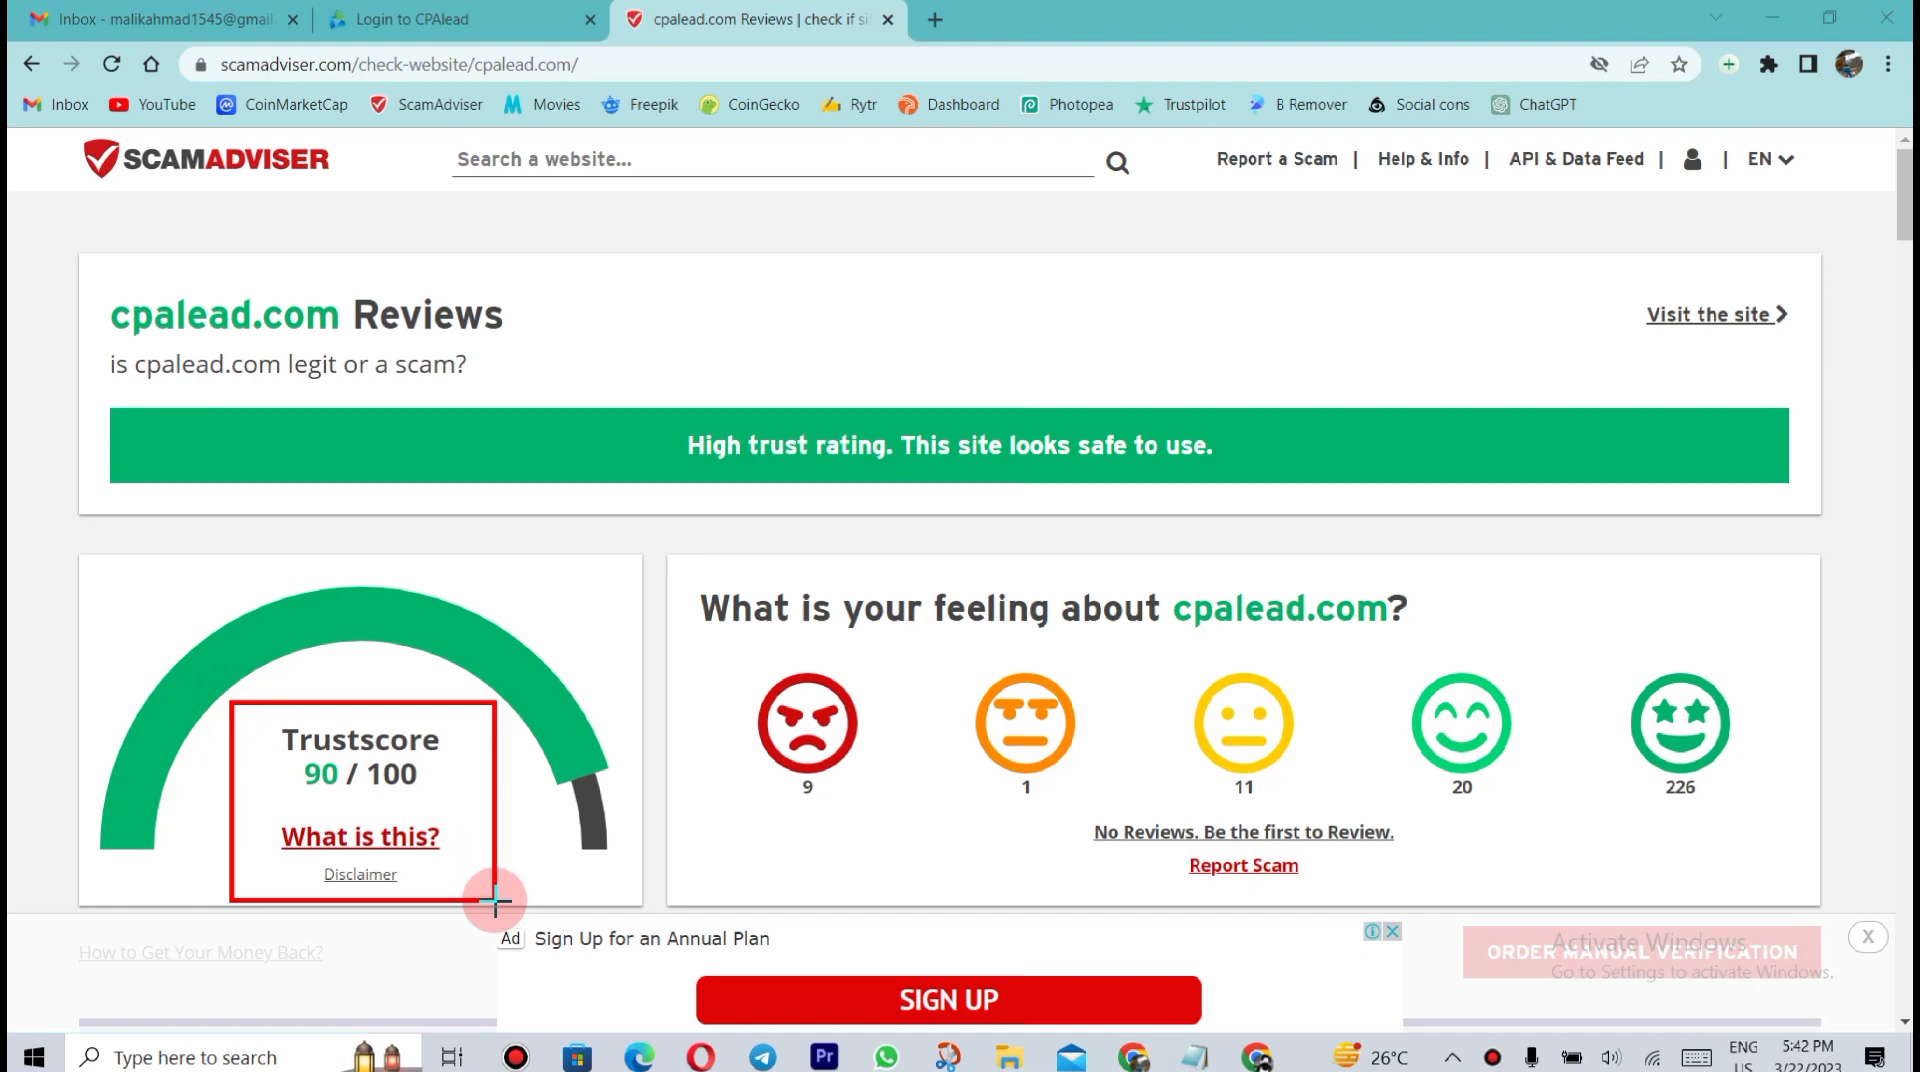 Inbox - malikahmad1545@gmail
Login to CPAlead
cpalead.com Reviews | check if si
scamadviser.com/check-website/cpalead.com/
Inbox
YouTube
CoinMarketCap
ScamAdviser
Movies
Freepik
CoinGecko
Rytr
Dashboard
Photopea
Trustpilot
B Remover
Social cons
ChatGPT
SCAMADVISER
Search a website...
Report a Scam | Help & Info | API & Data Feed | | EN
cpalead.com Reviews
Visit the site
is cpalead.com legit or a scam?
High trust rating. This site looks safe to use.
Trustscore
90 / 100
What is this?
Disclaimer
What is your feeling about cpalead.com?
9
1
11
20
226
No Reviews. Be the first to Review.
Report Scam
How to Get Your Money Back?
Ad
Sign Up for an Annual Plan
SIGN UP
X
ORDER MANUAL VERIFICATION
Activate Windows
Go to Settings to activate Windows.
Type here to search
Pr
26°C
ENG
US
5:42 PM
3/22/2023